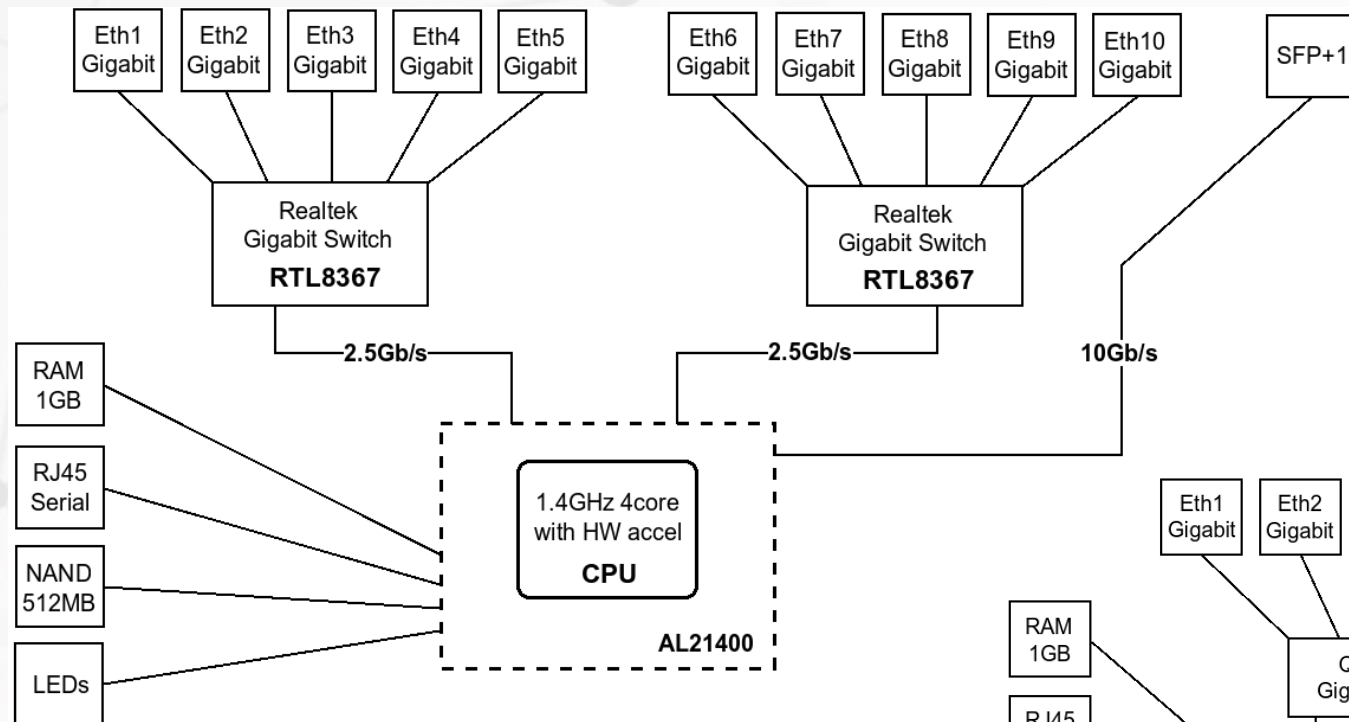 Eth1
Gigabit
Eth2
Gigabit
Eth3
Gigabit
Eth4
Gigabit
Eth5
Gigabit
Eth6
Gigabit
Eth7
Gigabit
Eth8
Gigabit
Eth9
Gigabit
Eth10
Gigabit
SFP+1
Realtek
Gigabit Switch
RTL8367
Realtek
Gigabit Switch
RTL8367
2.5Gb/s
2.5Gb/s
10Gb/s
RAM
1GB
RJ45
Serial
NAND
512MB
LEDs
1.4GHz 4core
with HW accel
CPU
AL21400
Eth1
Gigabit
Eth2
Gigabit
RAM
1GB
RJ45